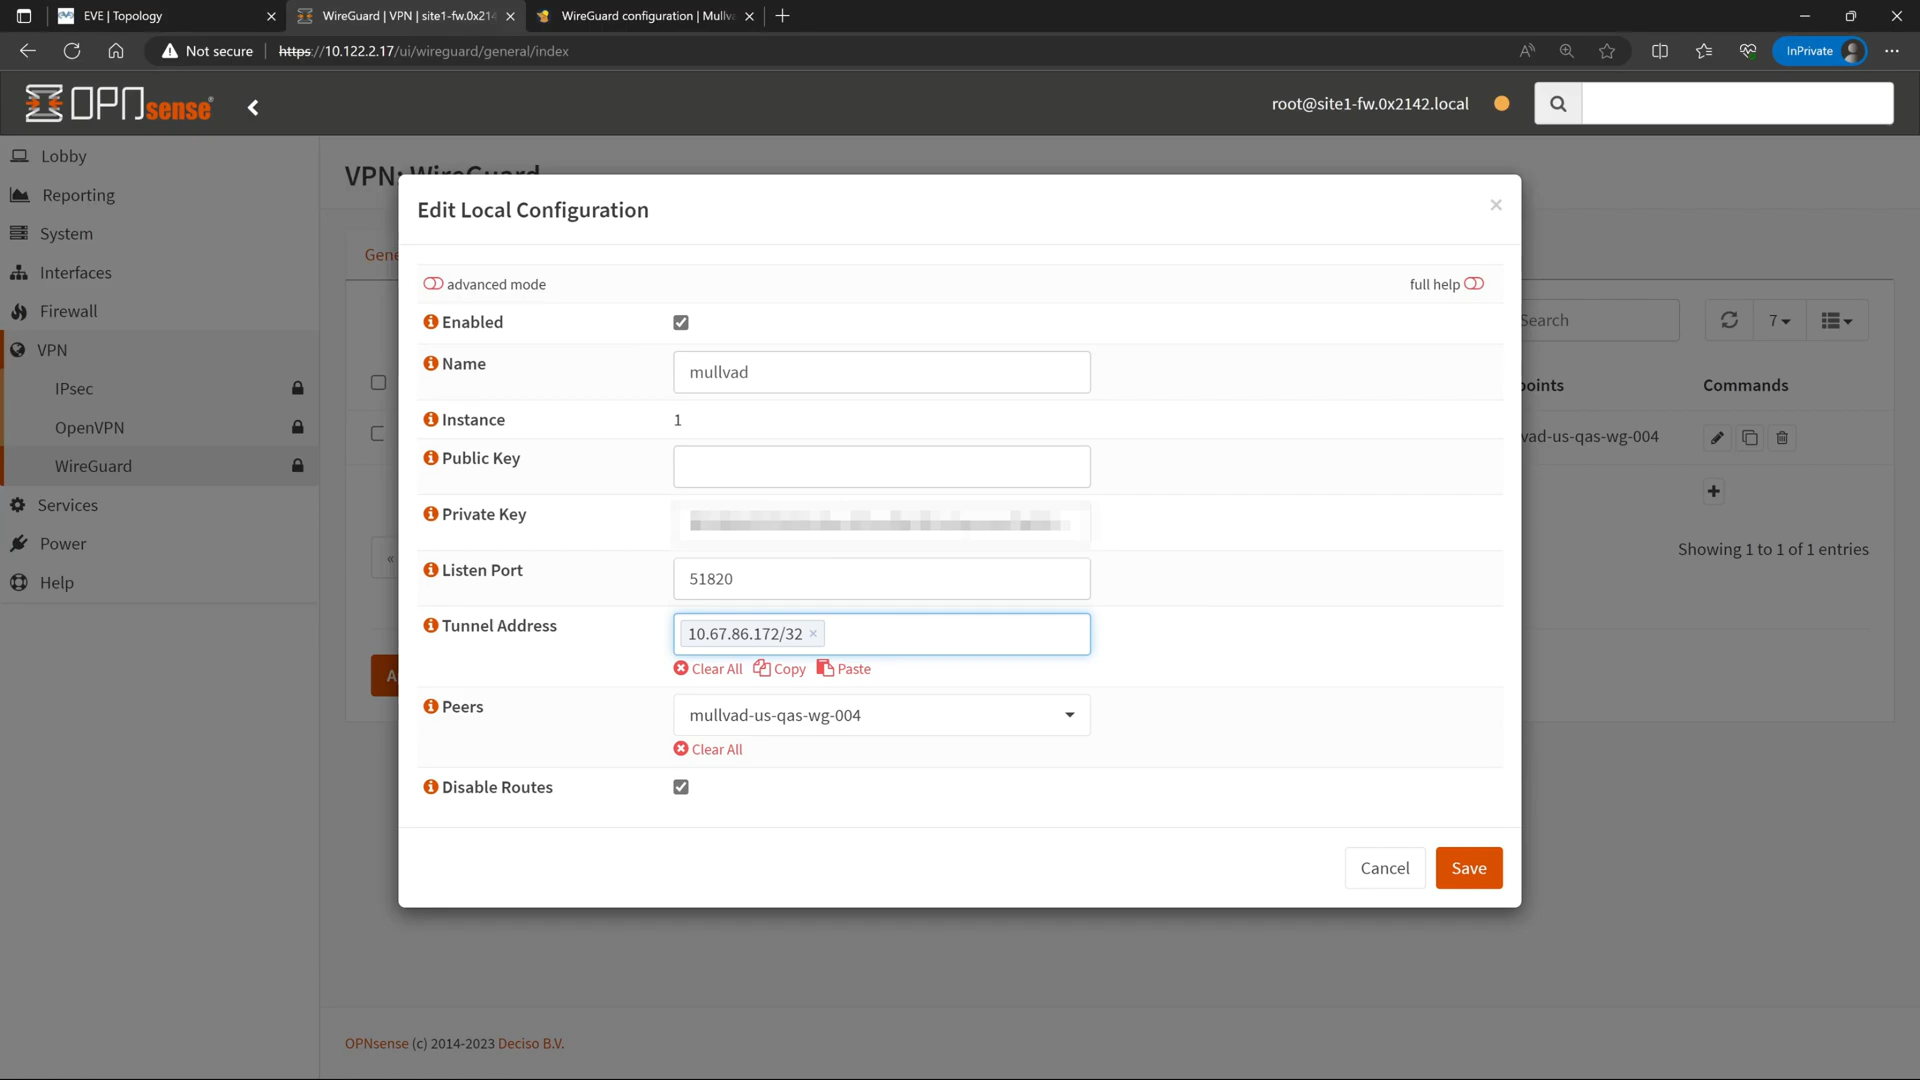 EVE | Topology
WireGuard | VPN | site1-fw.0x214
WireGuard configuration | Mullva
Not secure
https://10.122.2.17/ui/wireguard/general/index
InPrivate
OPNsense
root@site1-fw.0x2142.local
Lobby
Reporting
System
Interfaces
Firewall
VPN
IPsec
OpenVPN
WireGuard
Services
Power
Help
VPN: WireGuard
Gene
Edit Local Configuration
advanced mode
full help
Enabled
Name
mullvad
Instance
1
Public Key
Private Key
Listen Port
51820
Tunnel Address
10.67.86.172/32
Clear All
Copy
Paste
Peers
mullvad-us-qas-wg-004
Clear All
Disable Routes
Cancel
Save
Search
7
points
Commands
vad-us-qas-wg-004
«
Showing 1 to 1 of 1 entries
A
OPNsense (c) 2014-2023 Deciso B.V.